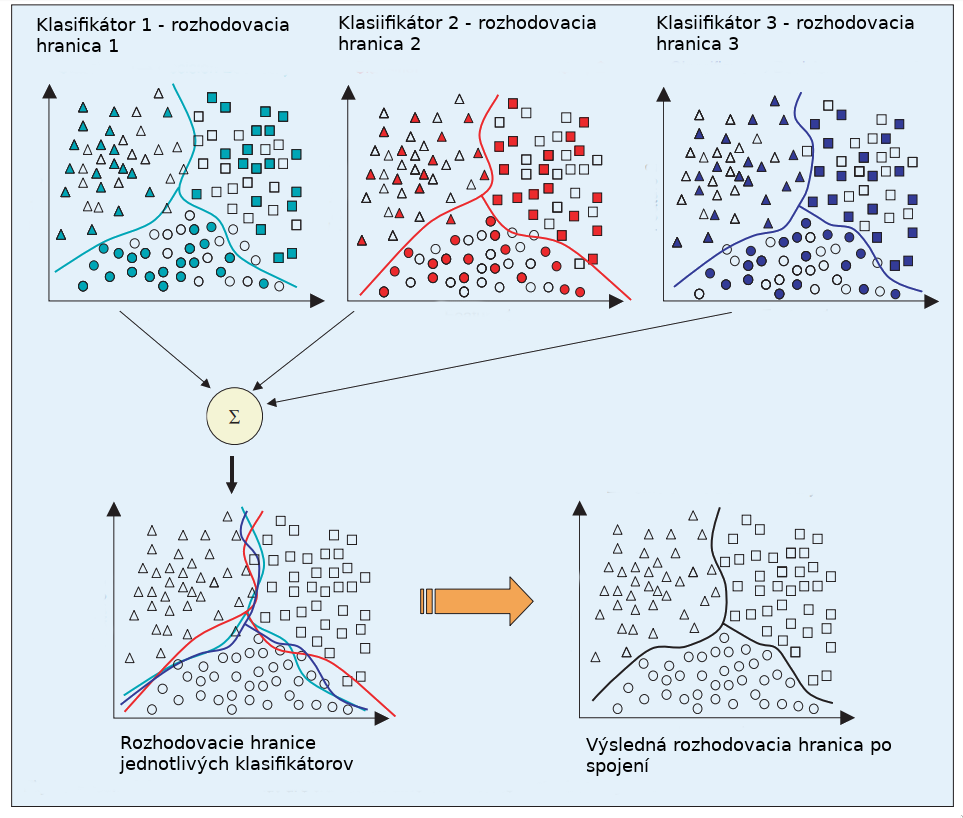 Klasifikátor 1 - rozhodovacia
hranica 1
Klasiifikátor 2 - rozhodovacia
hranica 2
Klasiifikátor 3 - rozhodovacia
hranica 3
Σ
Rozhodovacie hranice
jednotlivých klasifikátorov
Výsledná rozhodovacia hranica po
spojení